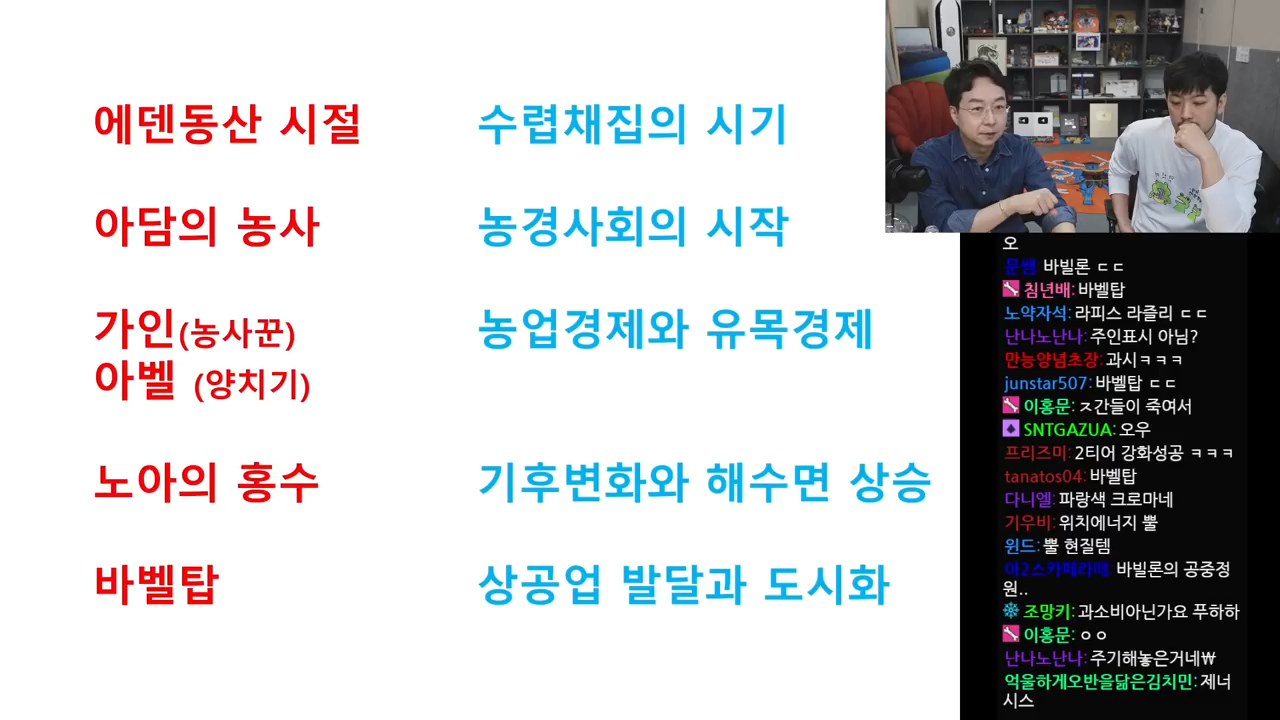 에덴동산 시절
수렵채집의 시기
아담의 농사
농경사회의 시작
가인(농사꾼)
아벨 (양치기)
농업경제와 유목경제
노아의 홍수
기후변화와 해수면 상승
바벨탑
상공업 발달과 도시화
오
문쌤: 바빌론 ㄷㄷ
침년배: 바벨탑
노약자석: 라피스 라즐리 ㄷㄷ
난나노난나: 주인표시 아님?
만능양념초장: 과시ㅋㅋㅋ
junstar507: 바벨탑 ㄷㄷ
이홍문: ㅈ간들이 죽여서
SNTGAZUA: 오우
프리즈미: 2티어 강화성공 ㅋㅋㅋ
tanatos04: 바벨탑
다니엘: 파랑색 크로마네
기우비: 위치에너지 뿔
윈드: 뿔 현질템
아2스카페라떼: 바빌론의 공중정
원..
조망키: 과소비아닌가요 푸하하
이홍문: ㅇㅇ
난나노난나: 주기해놓은거네₩
억울하게오반을닮은김치민: 제너
시스